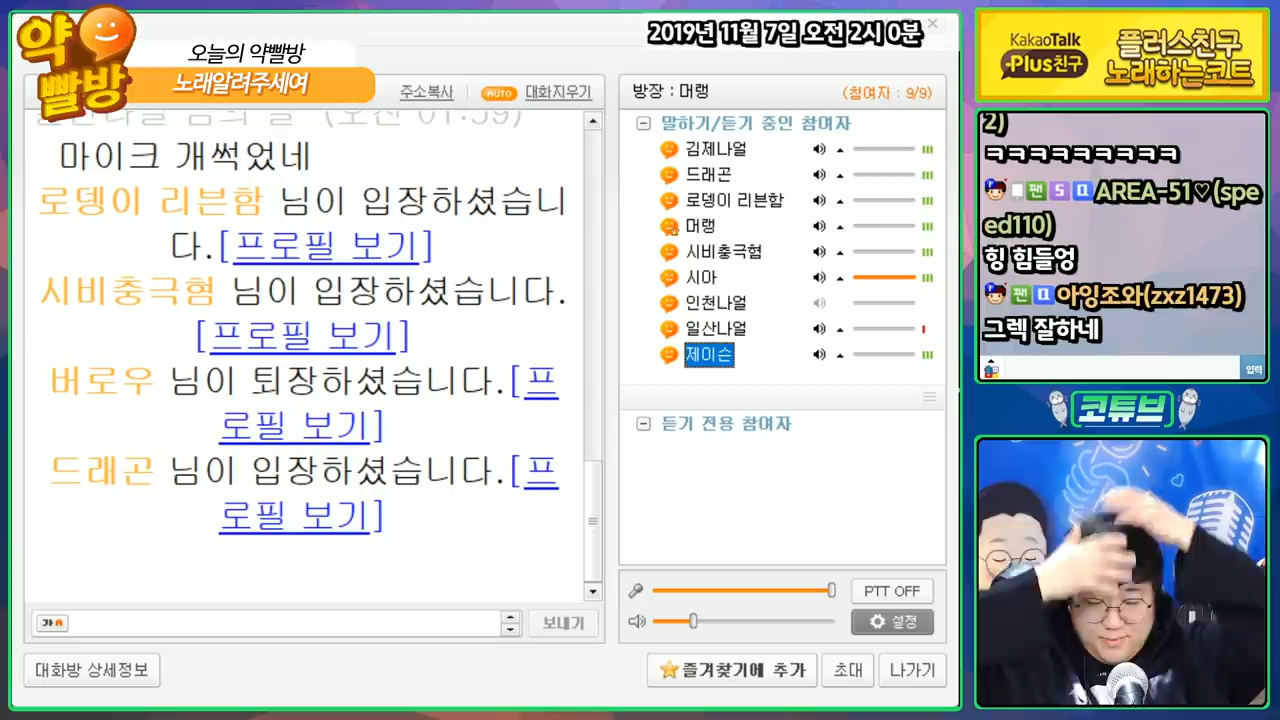 약빨방
오늘의 약빨방
노래알려주세여
2019년 11월 7일 오전 2시 0분
주소복사
AUTO 대화지우기
마이크 개썩었네
로뎅이 리븐함 님이 입장하셨습니
다.[프로필 보기]
시비충극혐 님이 입장하셨습니다.
[프로필 보기]
버로우 님이 퇴장하셨습니다.[프
로필 보기]
드래곤 님이 입장하셨습니다.[프
로필 보기]
보내기
대화방 상세정보
방장 : 머랭
(참여자 : 9/9)
말하기/듣기 중인 참여자
김제나얼
드래곤
로뎅이 리븐함
머랭
시비충극혐
시아
인천나얼
일산나얼
제이슨
듣기 전용 참여자
PTT OFF
설정
즐겨찾기에 추가
초대
나가기
KakaoTalk
Plus친구
플러스친구
노래하는코트
2)
ㅋㅋㅋㅋㅋㅋㅋㅋㅋ
팬 S AREA-51♡(spe
ed110)
힝 힘들엉
팬 아잉조와(zxz1473)
그렉 잘하네
입력
코튜브